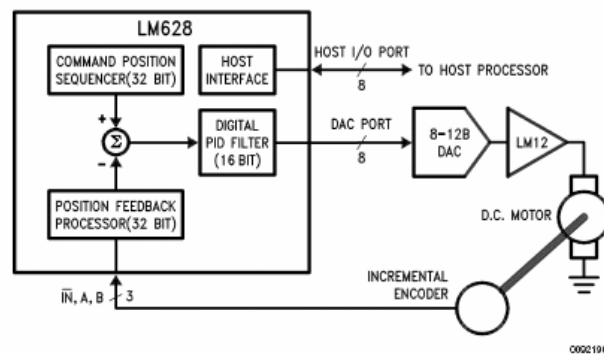 LM628
COMMAND POSITION
SEQUENCER(32 BIT)
HOST
INTERFACE
HOST I/O PORT
8
TO HOST PROCESSOR
+
Σ
-
DIGITAL
PID FILTER
(16 BIT)
DAC PORT
8
8-12B
DAC
LM12
POSITION FEEDBACK
PROCESSOR(32 BIT)
D.C. MOTOR
INCREMENTAL
ENCODER
IN, A, B
3